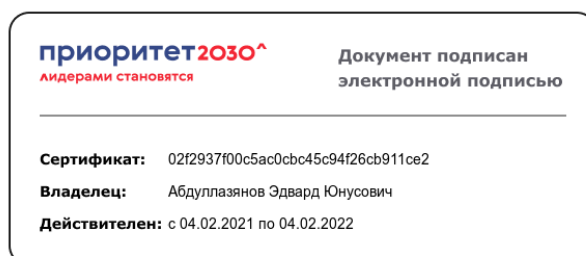 приоритет2030^
лидерами становятся
Документ подписан
электронной подписью
Сертификат: 02f2937f00c5ac0cbc45c94f26cb911ce2
Владелец: Абдуллазянов Эдвард Юнусович
Действителен: с 04.02.2021 по 04.02.2022